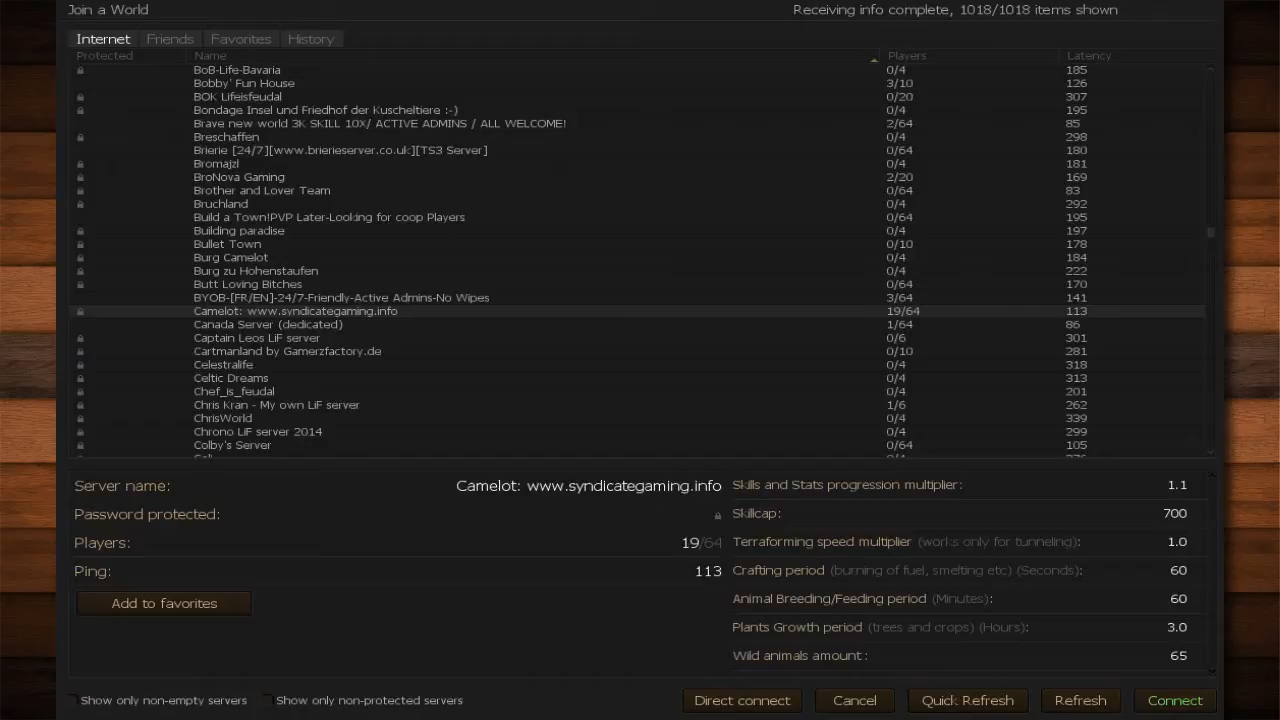 Join a World
Receiving info complete, 1018/1018 items shown
Internet Friends Favorites History
Protected Name Players Latency
BoB-Life-Bavaria 0/4 185
Bobby' Fun House 3/10 126
BOK Lifeisfeudal 0/20 307
Bondage Insel und Friedhof der Kuscheltiere :-) 0/4 195
Brave new world 3K SKILL 10X/ ACTIVE ADMINS / ALL WELCOME! 2/64 85
Breschaffen 0/4 298
Brierie [24/7][www.brierieserver.co.uk][TS3 Server] 0/64 180
Bromajzl 0/4 181
BroNova Gaming 2/20 169
Brother and Lover Team 0/64 83
Bruchland 0/4 292
Build a Town!PVP Later-Looking for coop Players 0/64 195
Building paradise 0/4 197
Bullet Town 0/10 178
Burg Camelot 0/4 184
Burg zu Hohenstaufen 0/4 222
Butt Loving Bitches 0/4 170
BYOB-[FR/EN]-24/7-Friendly-Active Admins-No Wipes 3/64 141
Camelot: www.syndicategaming.info 19/64 113
Canada Server (dedicated) 1/64 86
Captain Leos LiF server 0/6 301
Cartmanland by Gamerzfactory.de 0/10 281
Celestralife 0/4 318
Celtic Dreams 0/4 313
Chef_is_feudal 0/4 201
Chris Kran - My own LiF server 1/6 262
ChrisWorld 0/4 339
Chrono LiF server 2014 0/4 299
Colby's Server 0/64 105
Server name: Camelot: www.syndicategaming.info
Password protected:
Players: 19/64
Ping: 113
Add to favorites
Skills and Stats progression multiplier: 1.1
Skillcap: 700
Terraforming speed multiplier (works only for tunneling): 1.0
Crafting period (burning of fuel, smelting etc) (Seconds): 60
Animal Breeding/Feeding period (Minutes): 60
Plants Growth period (trees and crops) (Hours): 3.0
Wild animals amount : 65
Show only non-empty servers Show only non-protected servers
Direct connect Cancel Quick Refresh Refresh Connect